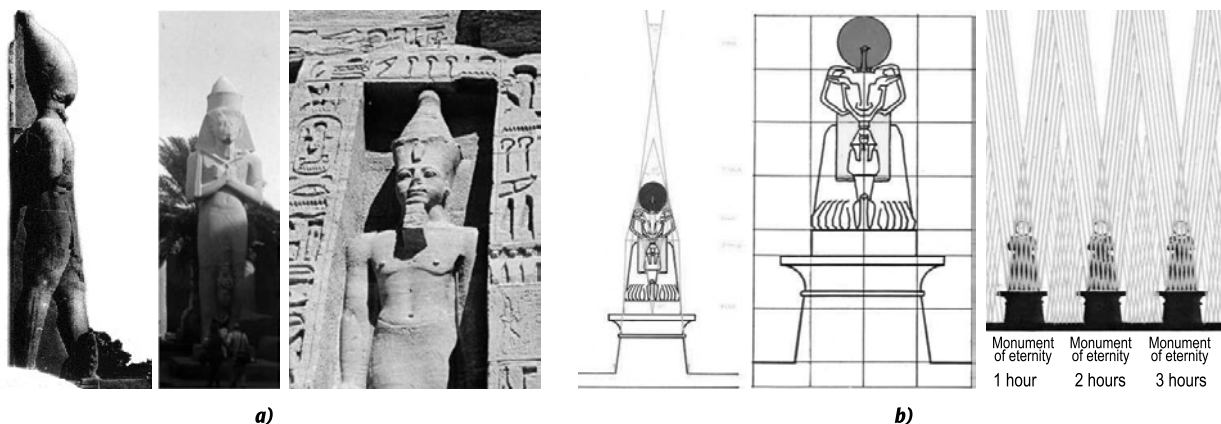 Monument
of eternity
1 hour
Monument
of eternity
2 hours
Monument
of eternity
3 hours
a)
b)